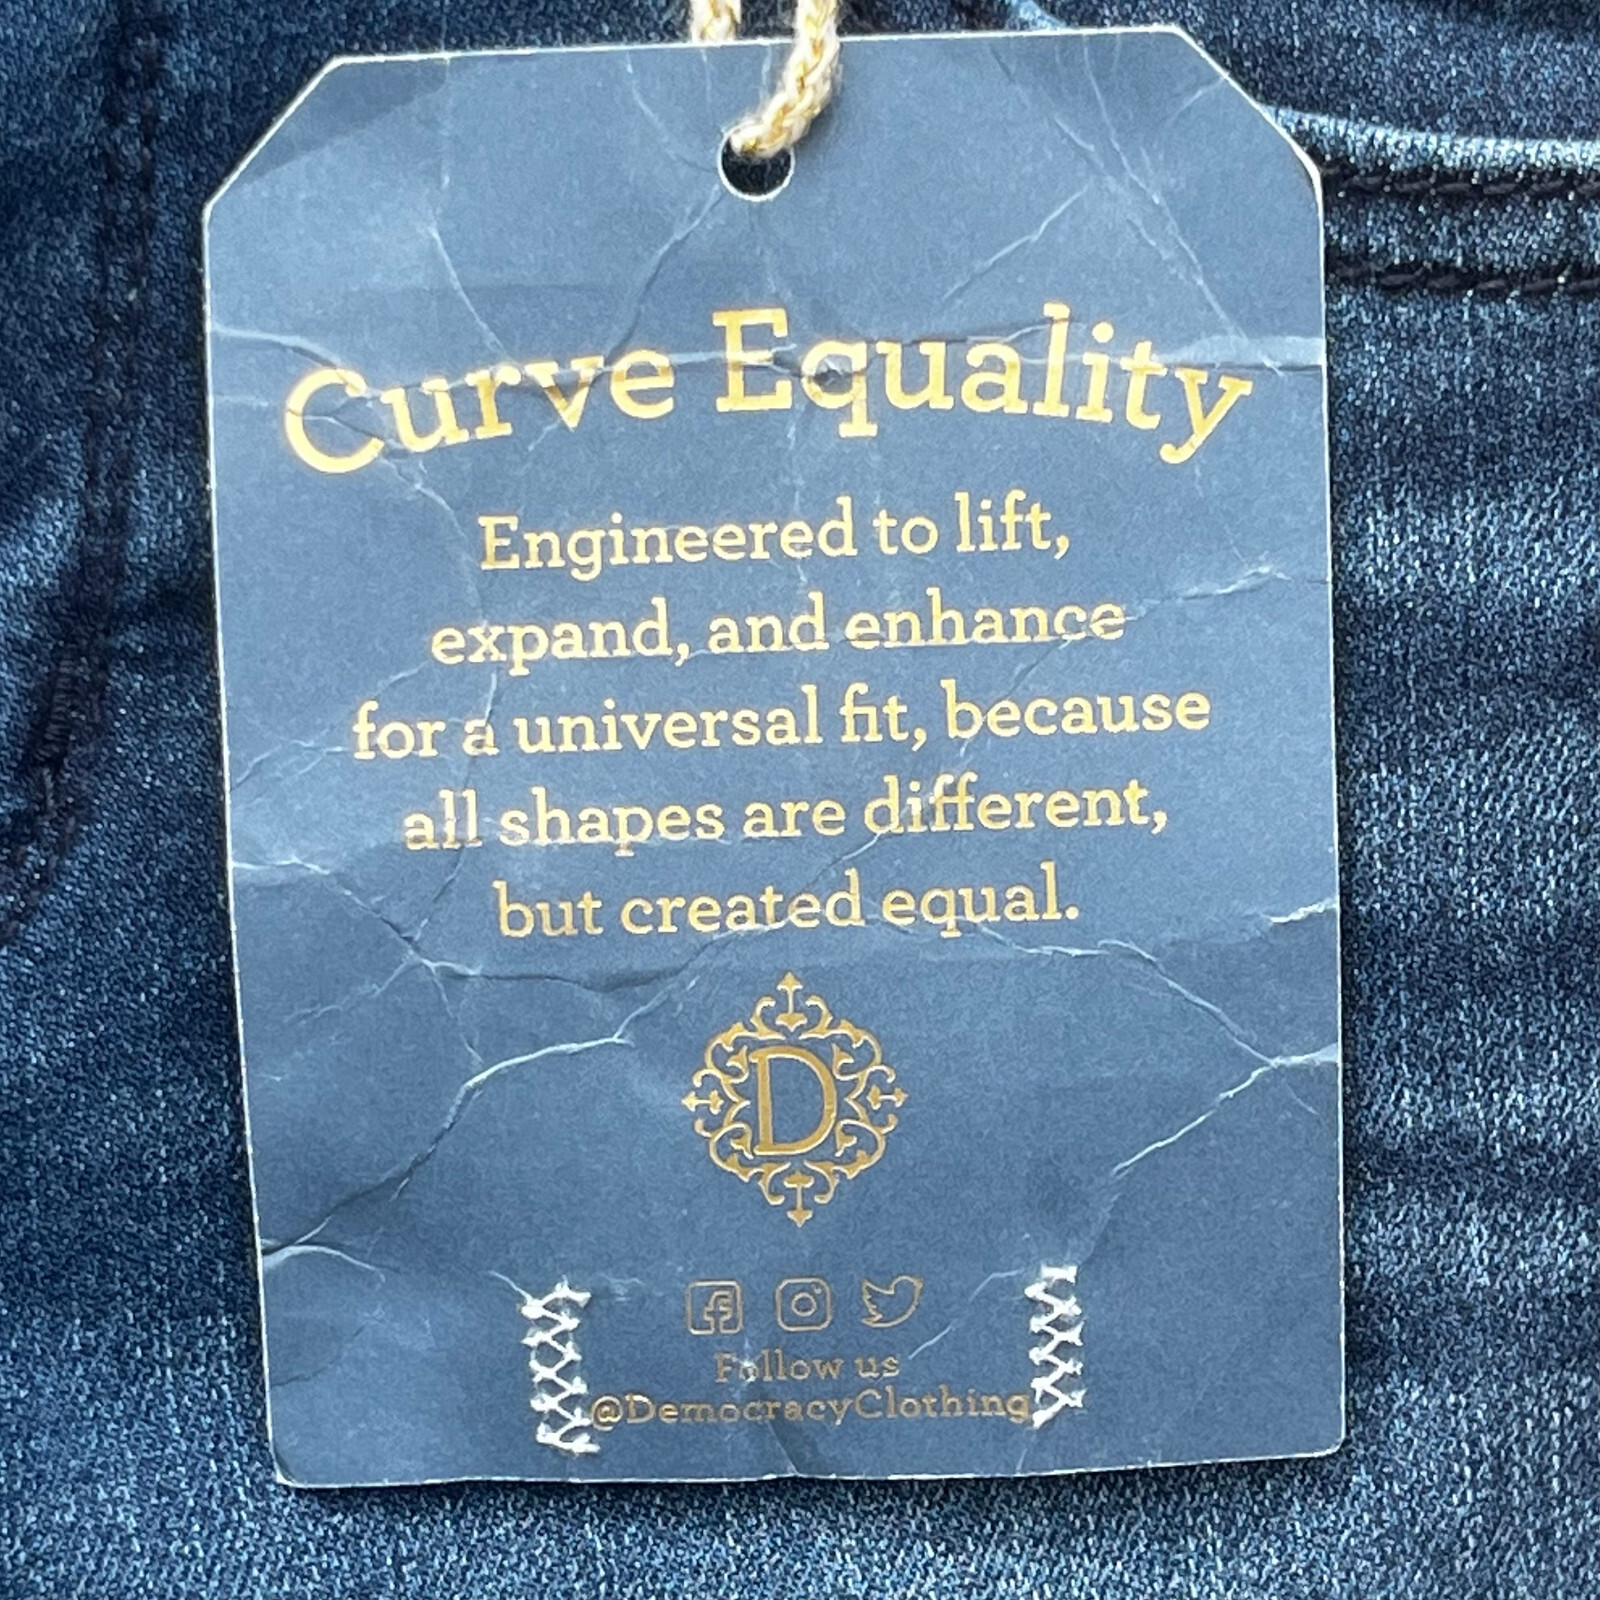 Curve Equality
Engineered to lift,
expand, and enhance
for a universal fit, because
all shapes are different,
but created equal.
D
Follow us
@DemocracyClothing